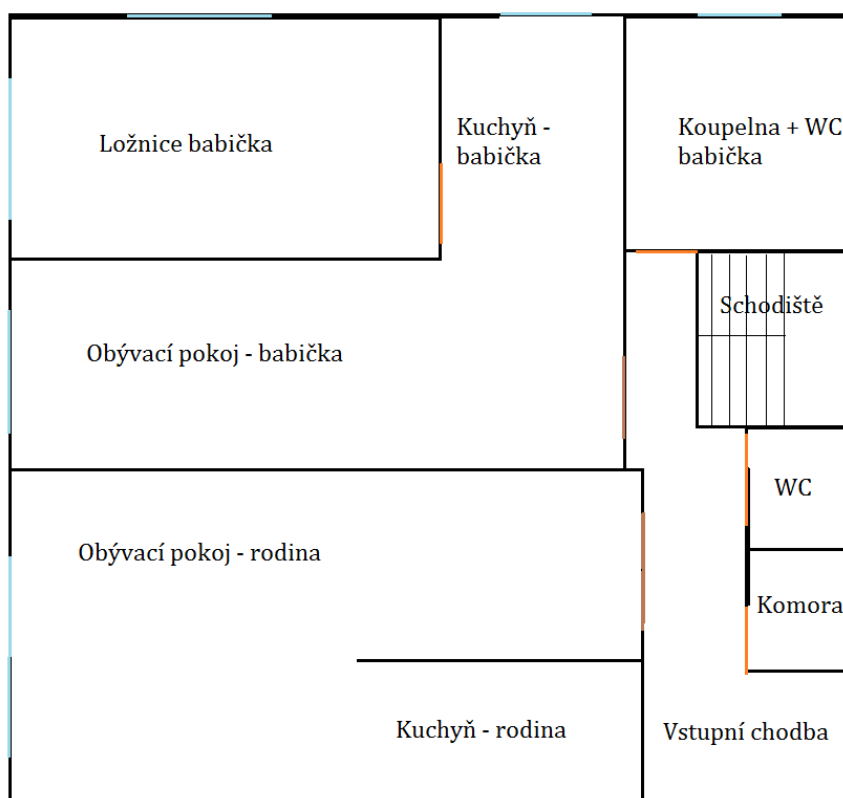 Ložnice babička
Kuchyň -
babička
Koupelna + WC
babička
Schodiště
Obývací pokoj - babička
WC
Obývací pokoj - rodina
Komora
Kuchyň - rodina
Vstupní chodba